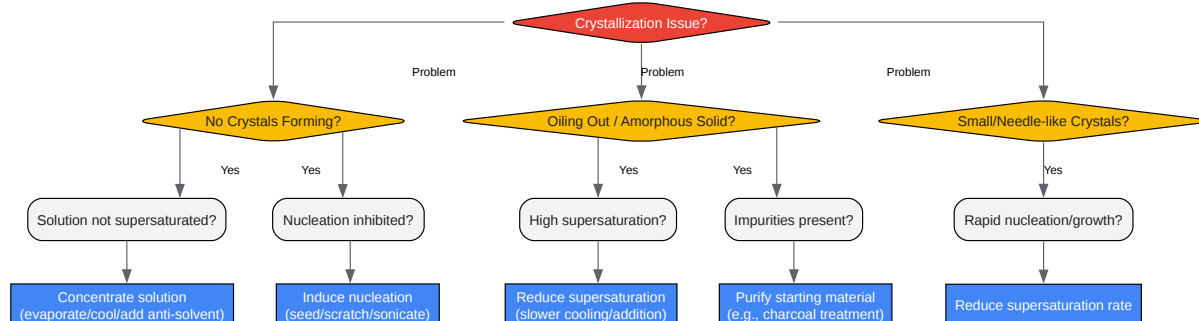 Crystallization Issue?
Problem
Problem
Problem
No Crystals Forming?
Oiling Out / Amorphous Solid?
Small/Needle-like Crystals?
Yes
Yes
Yes
Yes
Yes
Solution not supersaturated?
Nucleation inhibited?
High supersaturation?
Impurities present?
Rapid nucleation/growth?
Concentrate solution
(evaporate/cool/add anti-solvent)
Induce nucleation
(seed/scratch/sonicate)
Reduce supersaturation
(slower cooling/addition)
Purify starting material
(e.g., charcoal treatment)
Reduce supersaturation rate